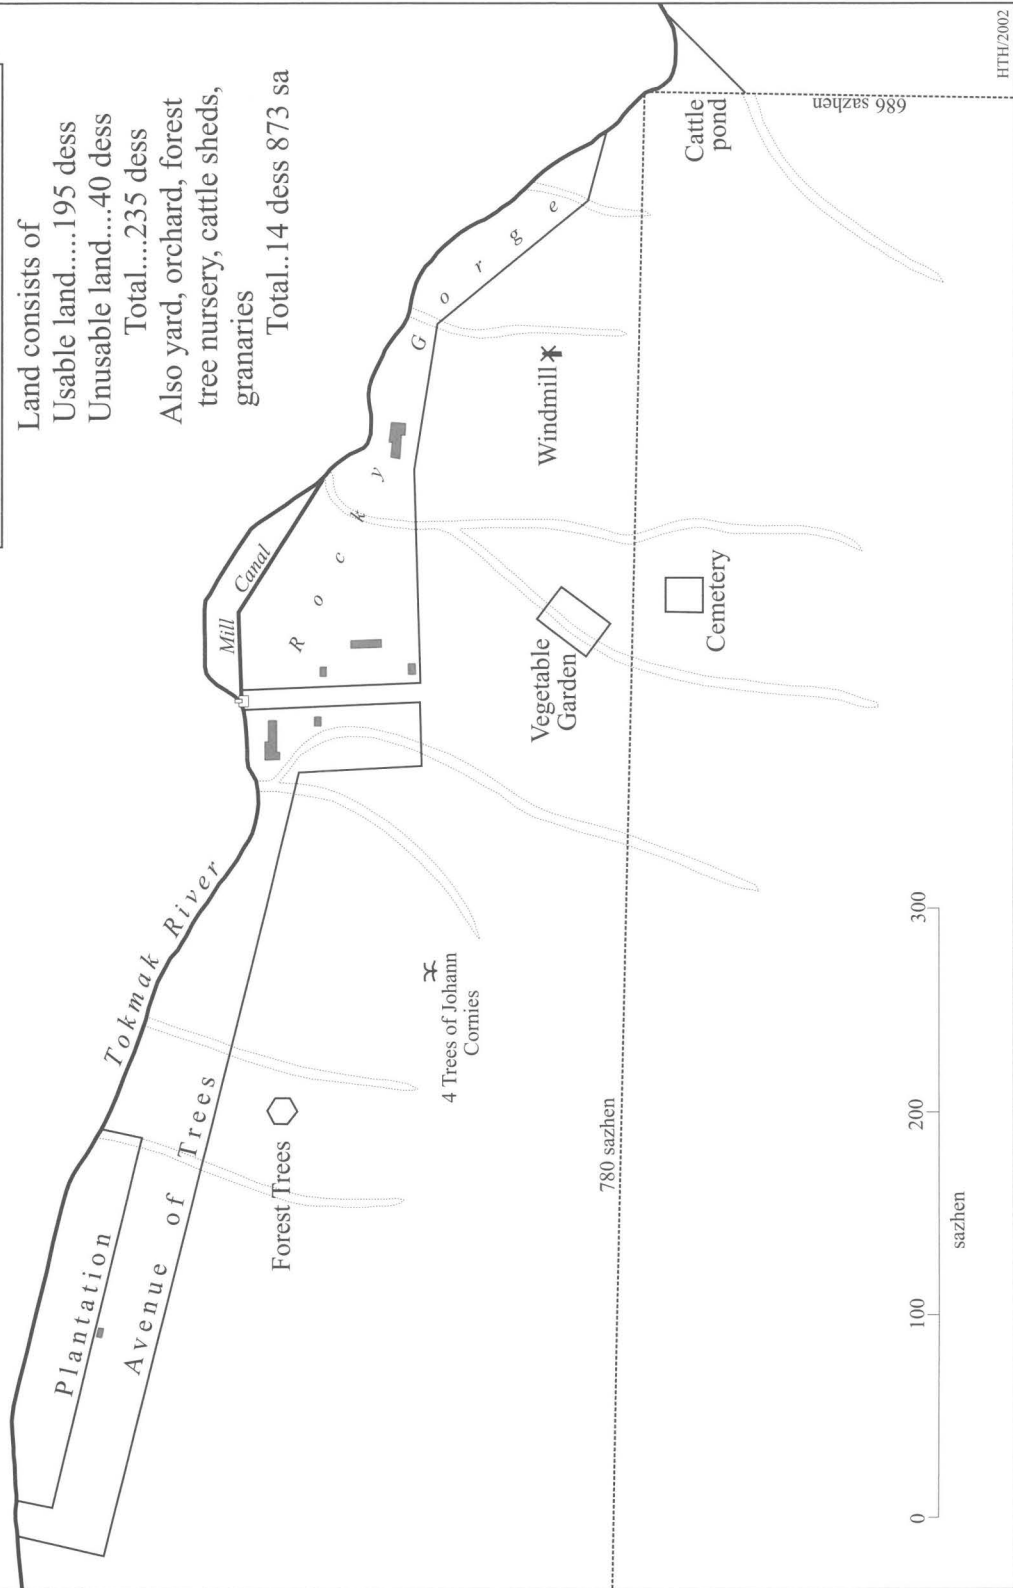 Land consists of
Usable land.....195 dess
Unusable land....40 dess
Total....235 dess
Also yard, orchard, forest
tree nursery, cattle sheds,
granaries
Total..14 dess 873 sa
Tokmak River
Plantation
Avenue of Trees
Forest Trees
4 Trees of Johann
Cornies
Mill Canal
Rocky Gorge
Vegetable
Garden
Windmill
Cemetery
Cattle
pond
780 sazhen
686 sazhen
0 100 200 300
sazhen
HTH/2002